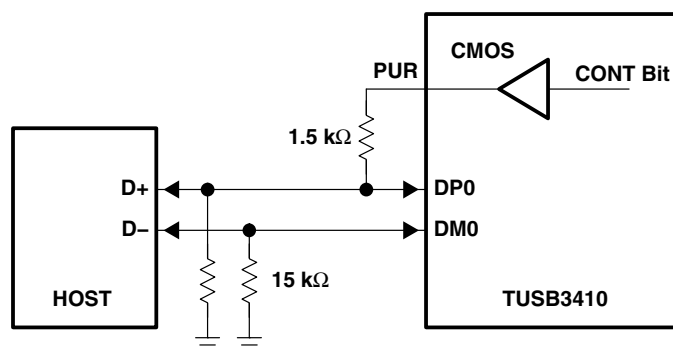 CMOS
PUR
CONT Bit
1.5 kΩ
D+
DP0
D−
DM0
15 kΩ
HOST
TUSB3410